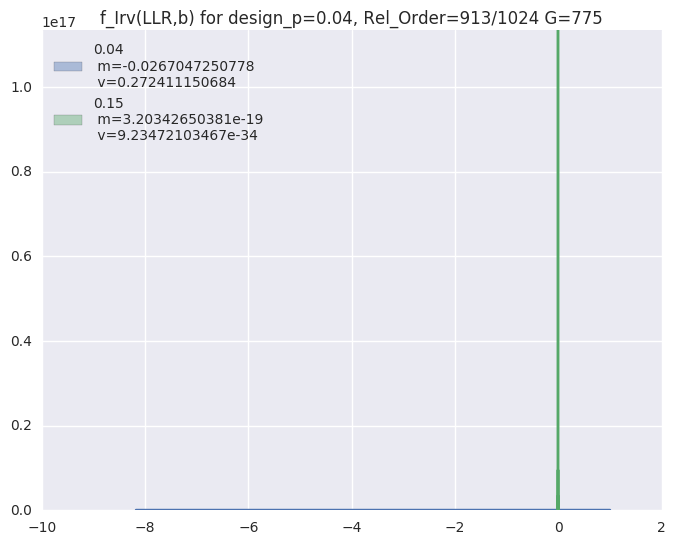 f_Irv(LLR,b) for design_p=0.04, Rel_Order=913/1024 G=775
1e17
0.04
m=-0.0267047250778
v=0.272411150684
0.15
m=3.20342650381e-19
v=9.23472103467e-34
1.0
0.8
0.6
0.4
0.2
0.0
−10 −8 −6 −4 −2 0 2